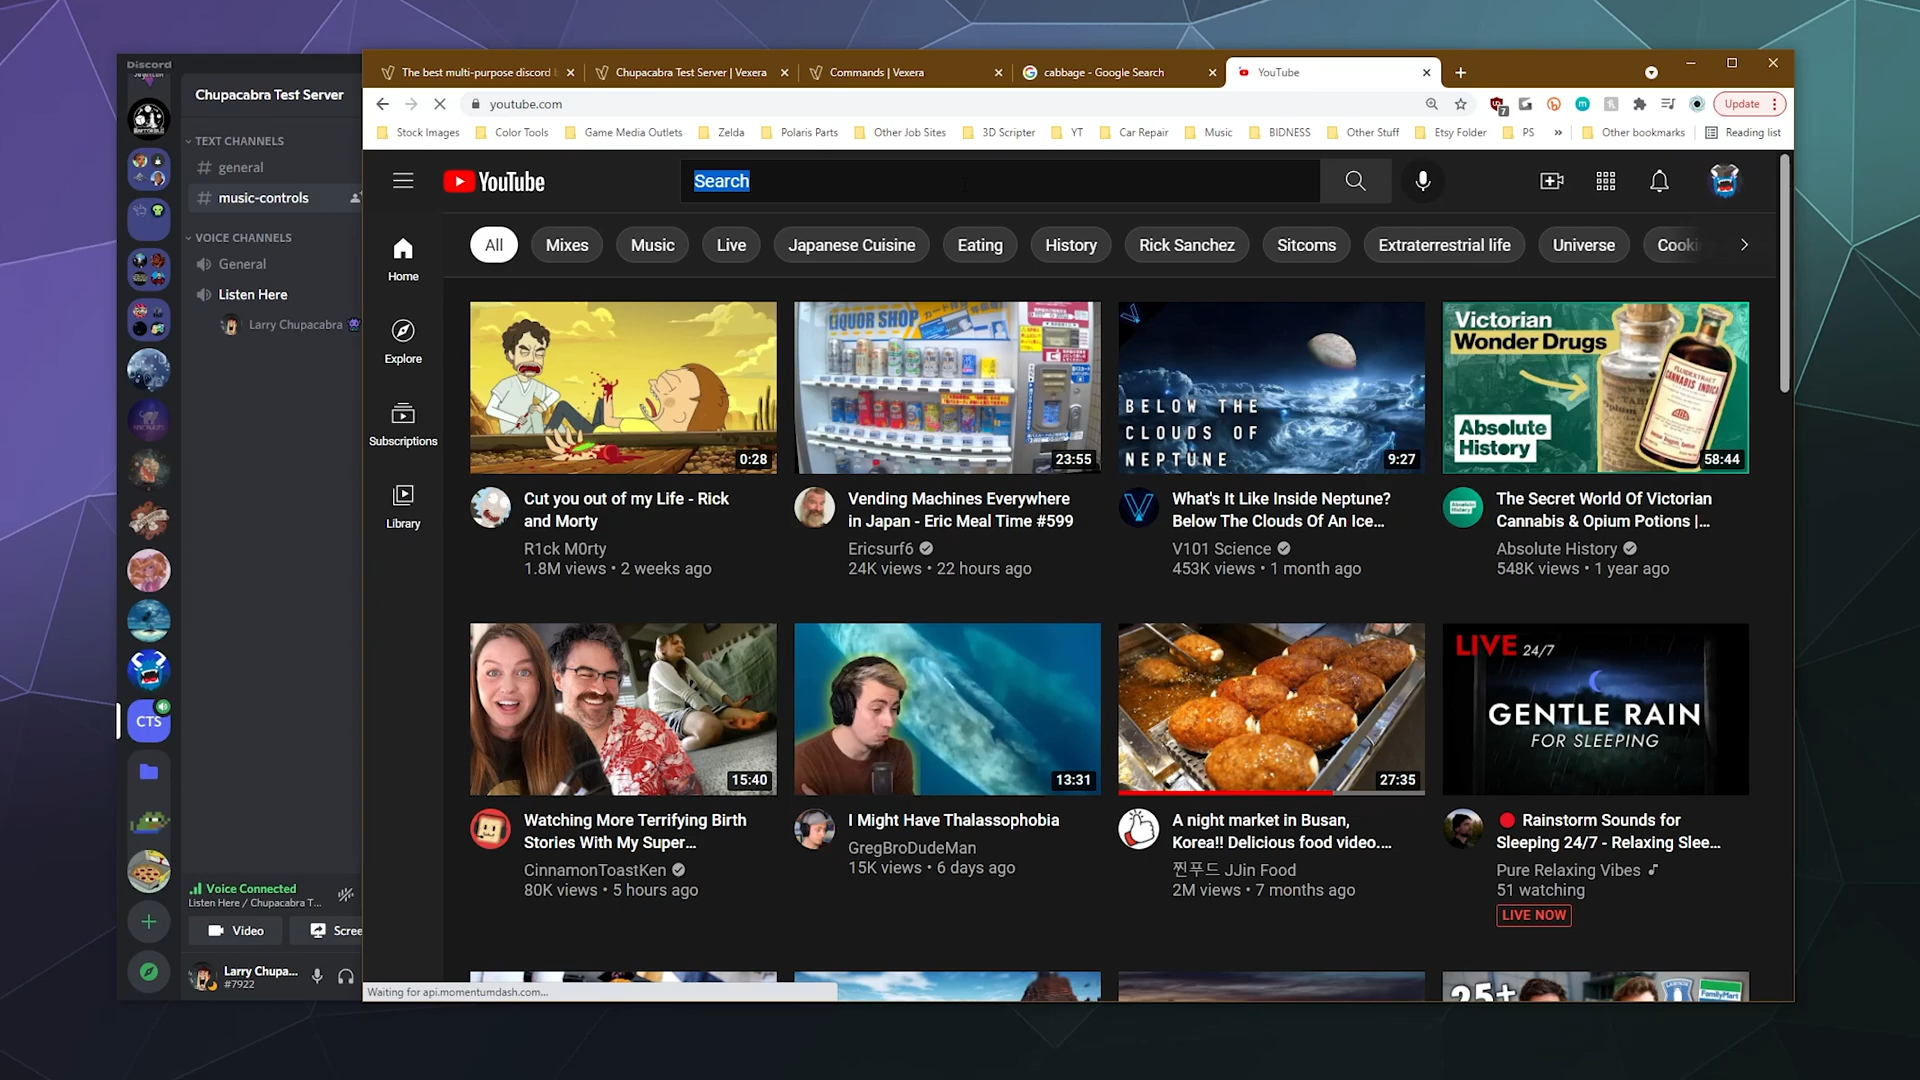 Discord
Chupacabra Test Server
TEXT CHANNELS
general
music-controls
VOICE CHANNELS
General
Listen Here
Larry Chupacabra
CTS
Voice Connected
Listen Here / Chupacabra T...
Video
Scree
Larry Chupa...
#7922
The best multi-purpose discord
Chupacabra Test Server | Vexera
Commands | Vexera
cabbage - Google Search
YouTube
youtube.com
7
Update
Stock Images
Color Tools
Game Media Outlets
Zelda
Polaris Parts
Other Job Sites
3D Scripter
YT
Car Repair
Music
BIDNESS
Other Stuff
Etsy Folder
PS
Other bookmarks
Reading list
YouTube
Search
Home
Explore
Subscriptions
Library
All
Mixes
Music
Live
Japanese Cuisine
Eating
History
Rick Sanchez
Sitcoms
Extraterrestrial life
Universe
Cooki
0:28
LIQUOR SHOP
23:55
BELOW THE
CLOUDS OF
NEPTUNE
9:27
Victorian
Wonder Drugs
FLUIDEXTRACT
CANNABIS INDICA
Absolute
History
58:44
Cut you out of my Life - Rick
and Morty
R1ck M0rty
1.8M views • 2 weeks ago
Vending Machines Everywhere
in Japan - Eric Meal Time #599
Ericsurf6
24K views • 22 hours ago
What's It Like Inside Neptune?
Below The Clouds Of An Ice...
V101 Science
453K views • 1 month ago
The Secret World Of Victorian
Cannabis & Opium Potions |...
Absolute History
548K views • 1 year ago
15:40
13:31
27:35
LIVE 24/7
GENTLE RAIN
FOR SLEEPING
Watching More Terrifying Birth
Stories With My Super...
CinnamonToastKen
80K views • 5 hours ago
I Might Have Thalassophobia
GregBroDudeMan
15K views • 6 days ago
A night market in Busan,
Korea!! Delicious food video....
찐푸드 JJin Food
2M views • 7 months ago
Rainstorm Sounds for
Sleeping 24/7 - Relaxing Slee...
Pure Relaxing Vibes
51 watching
LIVE NOW
25+
FamilyMart
Waiting for api.momentumdash.com...